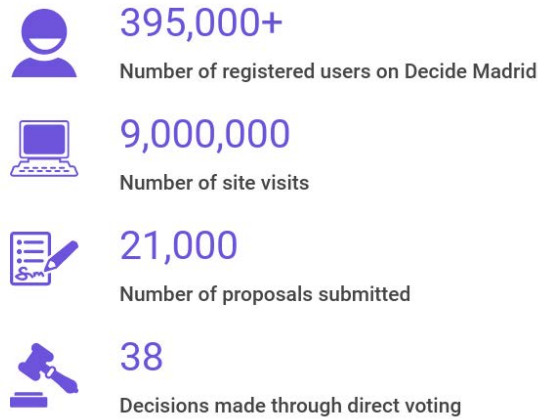 395,000+
Number of registered users on Decide Madrid
9,000,000
Number of site visits
21,000
Number of proposals submitted
38
Decisions made through direct voting